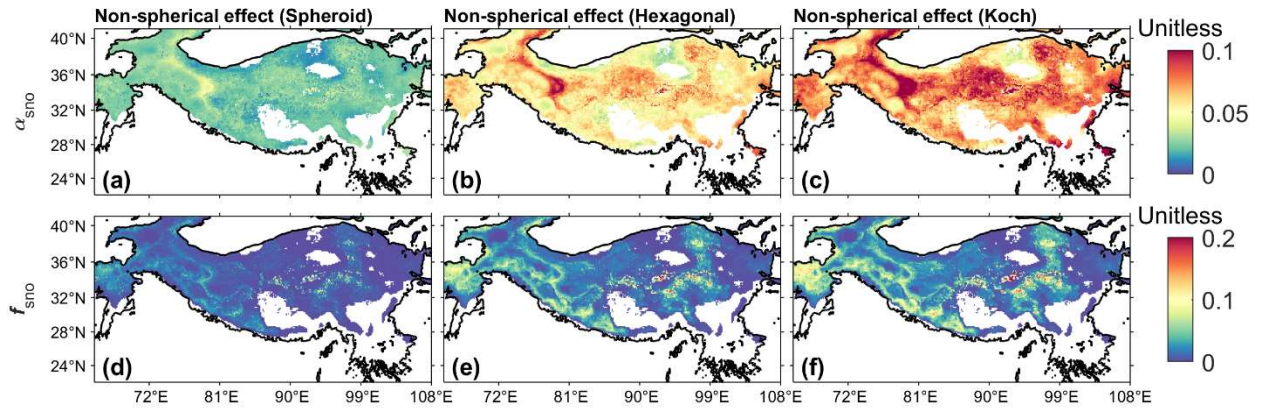 Non-spherical effect (Spheroid) Non-spherical effect (Hexagonal) Non-spherical effect (Koch) Unitless
40°N
36°N
32°N
28°N
24°N
α sno
(a) (b) (c)
0.1
0.05
0
40°N
36°N
32°N
28°N
24°N
f sno
(d) (e) (f)
Unitless
0.2
0.1
0
72°E 81°E 90°E 99°E 108°E 72°E 81°E 90°E 99°E 108°E 72°E 81°E 90°E 99°E 108°E